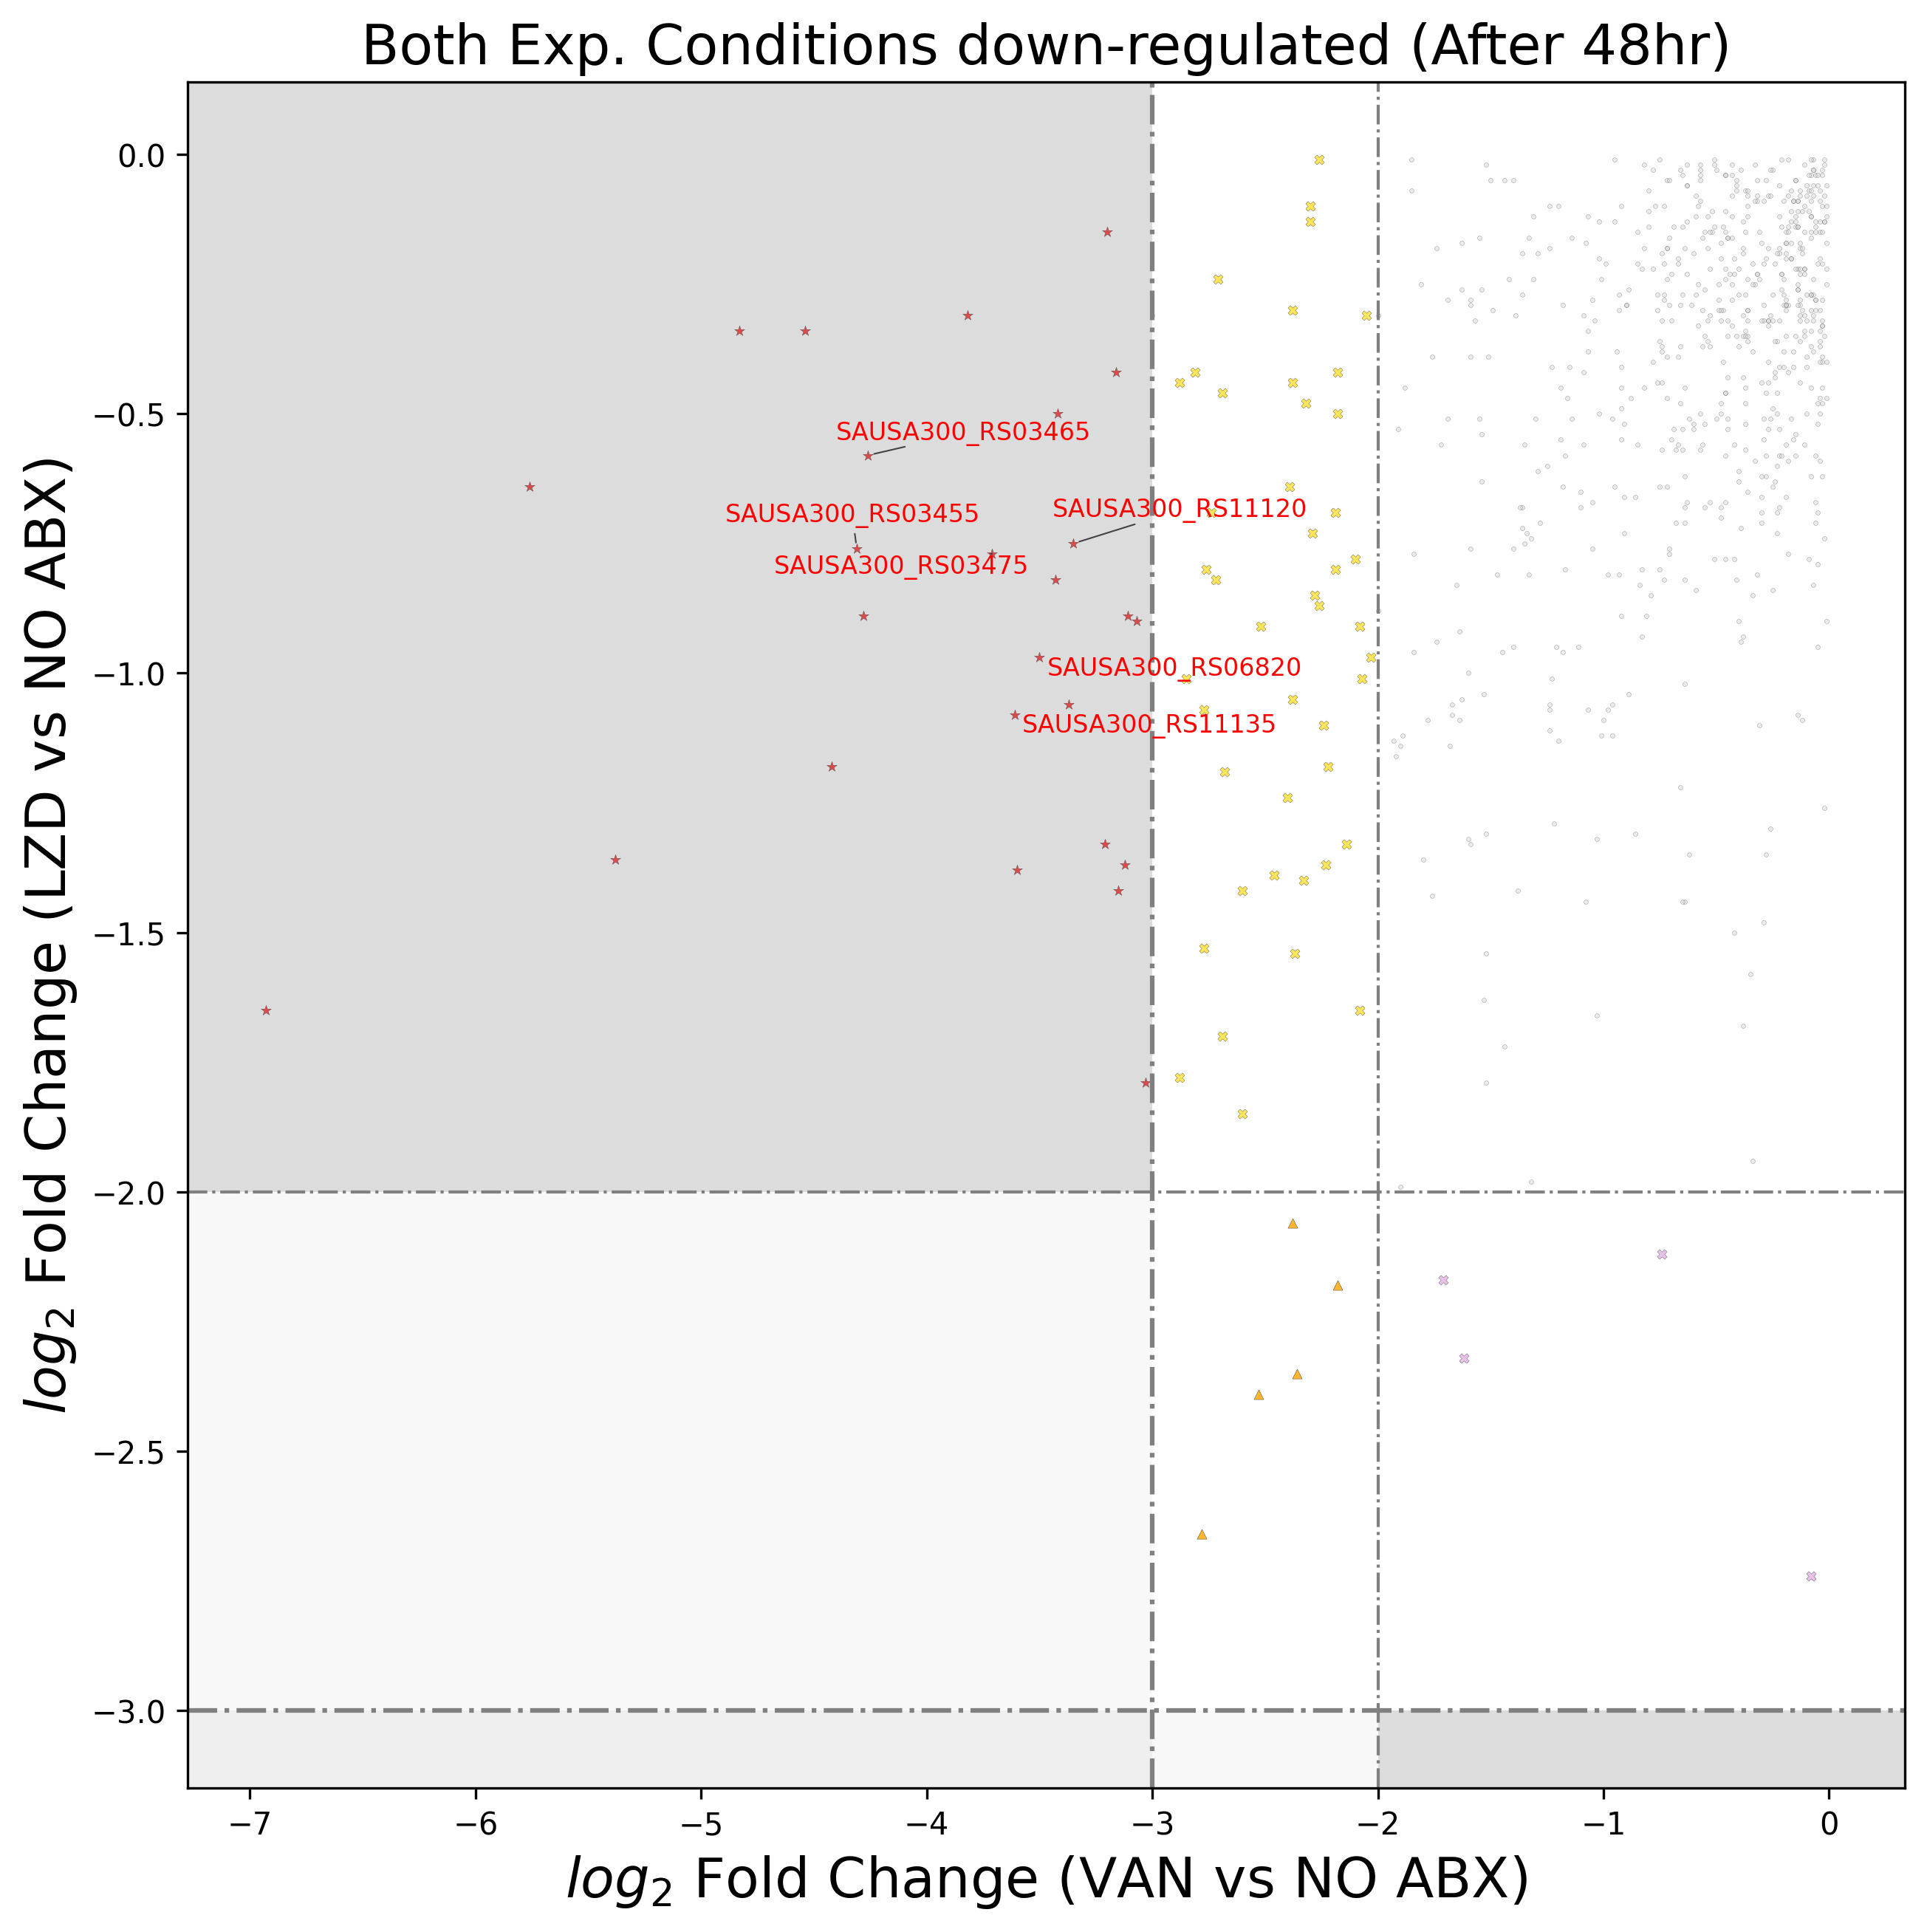 Both Exp. Conditions down-regulated (After 48hr)
log2 Fold Change (LZD vs NO ABX)
0.0
−0.5
−1.0
−1.5
−2.0
−2.5
−3.0
SAUSA300_RS03465
SAUSA300_RS03455
SAUSA300_RS11120
SAUSA300_RS03475
SAUSA300_RS06820
SAUSA300_RS11135
−7 −6 −5 −4 −3 −2 −1 0
log2 Fold Change (VAN vs NO ABX)